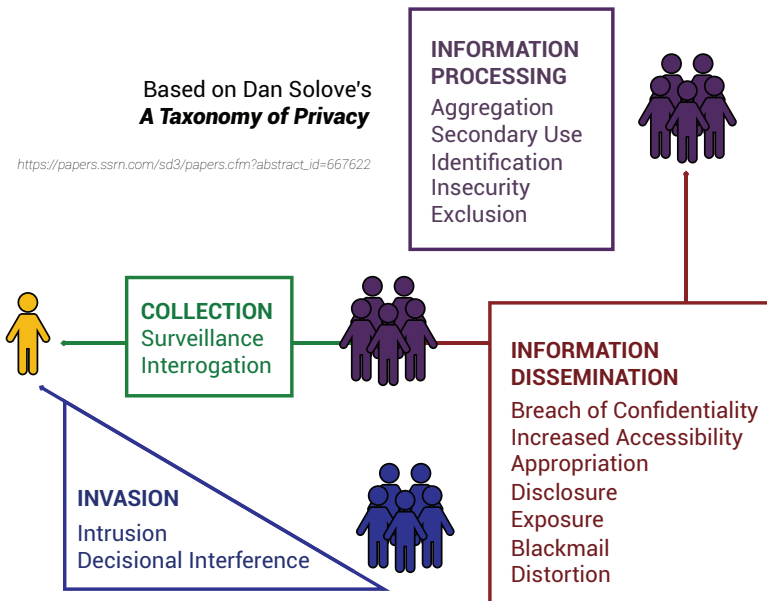 Based on Dan Solove's
A Taxonomy of Privacy
https://papers.ssrn.com/sd3/papers.cfm?abstract_id=667622
INFORMATION
PROCESSING
Aggregation
Secondary Use
Identification
Insecurity
Exclusion
COLLECTION
Surveillance
Interrogation
INFORMATION
DISSEMINATION
Breach of Confidentiality
Increased Accessibility
Appropriation
Disclosure
Exposure
Blackmail
Distortion
INVASION
Intrusion
Decisional Interference